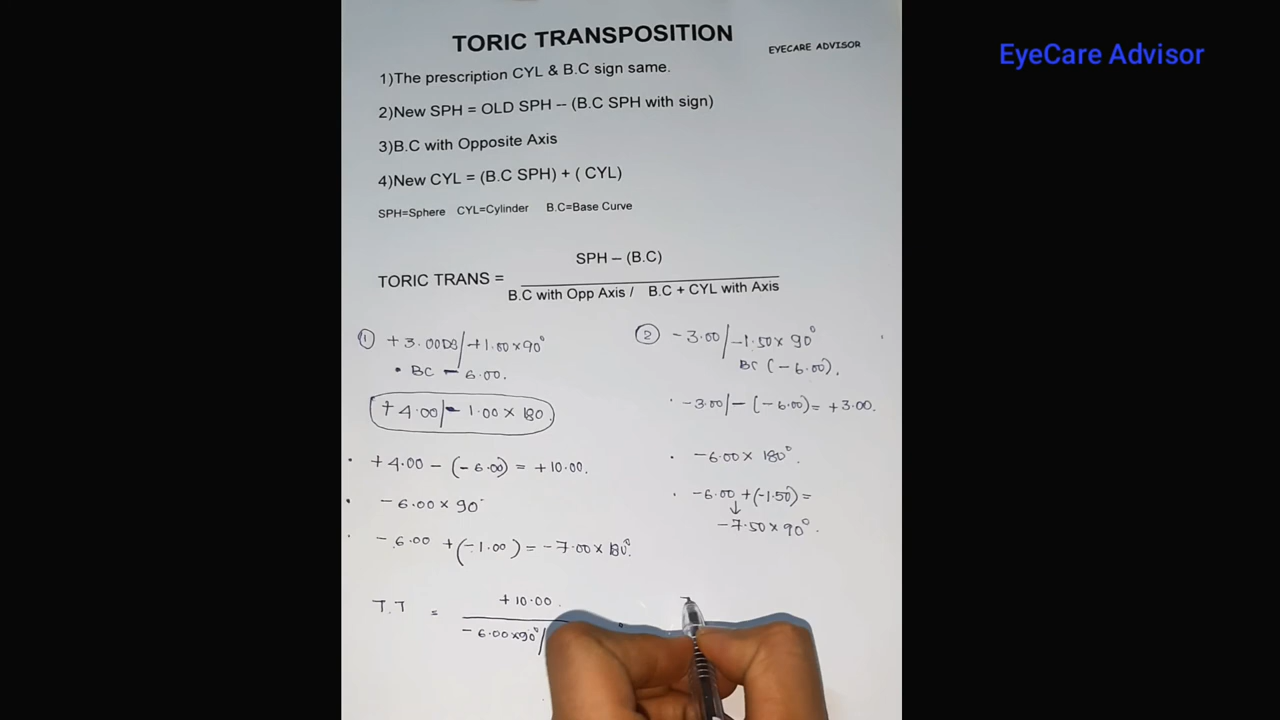 EyeCare Advisor
TORIC TRANSPOSITION
EYECARE ADVISOR
1)The prescription CYL & B.C sign same.
2)New SPH = OLD SPH -- (B.C SPH with sign)
3)B.C with Opposite Axis
4)New CYL = (B.C SPH) + ( CYL)
SPH=Sphere CYL=Cylinder B.C=Base Curve
SPH – (B.C)
TORIC TRANS =
B.C with Opp Axis / B.C + CYL with Axis
① +3.00DS/+1.00×90°
• BC – 6.00.
+4.00/- 1.00 × 180
• +4.00 – (–6.00) = +10.00.
• –6.00 × 90°
• –6.00 + (–1.00) = –7.00 × 180°.
T.T = +10.00.
–6.00×90°/
② –3.00/–1.50× 90°
BC (–6.00).
• –3.00/– (–6.00) = +3.00.
• –6.00 × 180°.
• –6.00 +(–1.50) =
↓
–7.50 × 90°.